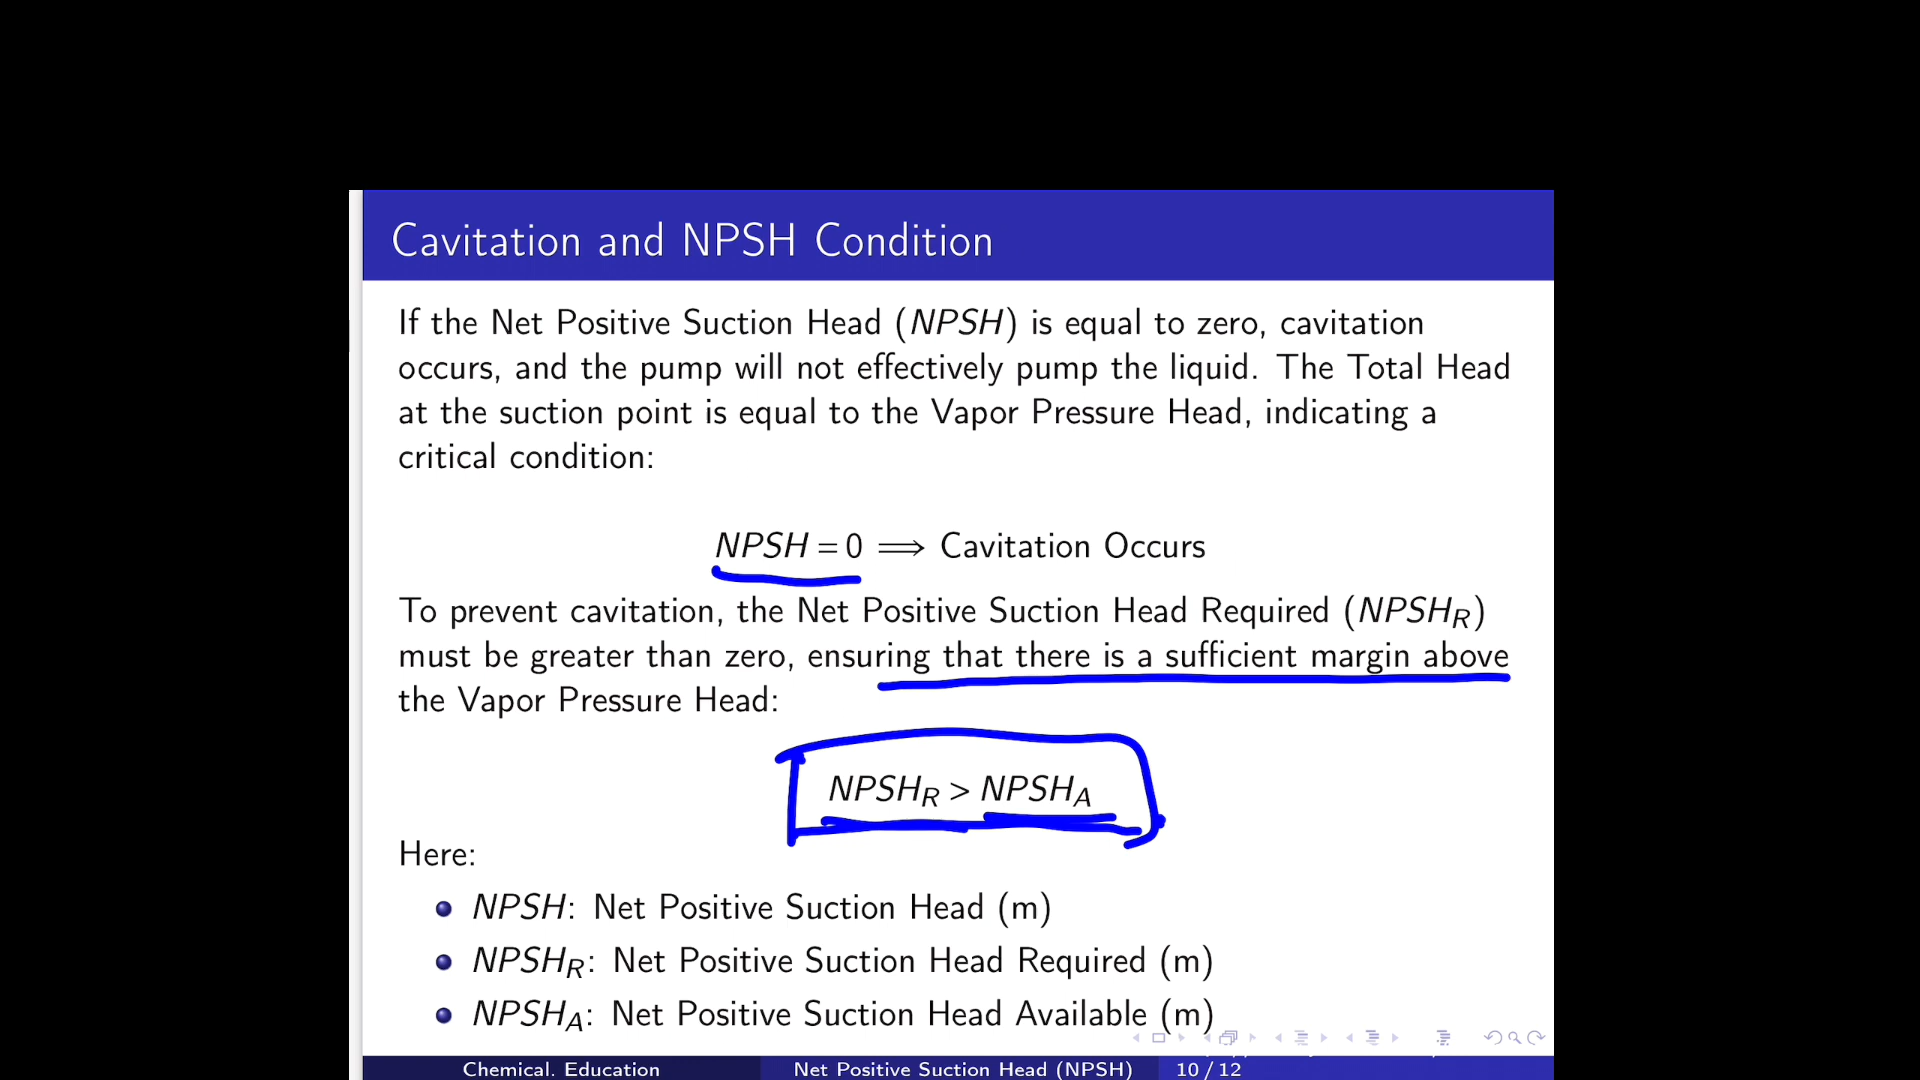 Cavitation and NPSH Condition
If the Net Positive Suction Head (NPSH) is equal to zero, cavitation
occurs, and the pump will not effectively pump the liquid. The Total Head
at the suction point is equal to the Vapor Pressure Head, indicating a
critical condition:
NPSH = 0 ⟹ Cavitation Occurs
To prevent cavitation, the Net Positive Suction Head Required (NPSH_R)
must be greater than zero, ensuring that there is a sufficient margin above
the Vapor Pressure Head:
NPSH_R > NPSH_A
Here:
NPSH: Net Positive Suction Head (m)
NPSH_R: Net Positive Suction Head Required (m)
NPSH_A: Net Positive Suction Head Available (m)
Chemical. Education Net Positive Suction Head (NPSH) 10 / 12